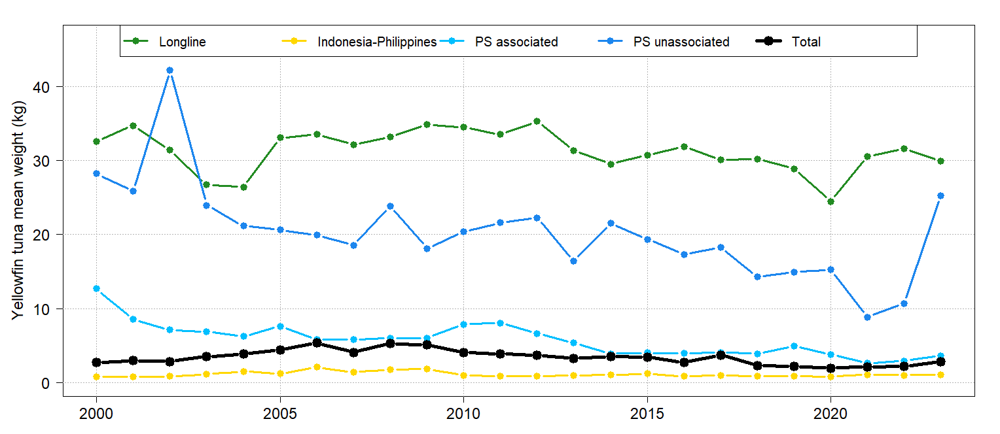 Longline Indonesia-Philippines PS associated PS unassociated Total
Yellowfin tuna mean weight (kg)
40
30
20
10
0
2000 2005 2010 2015 2020